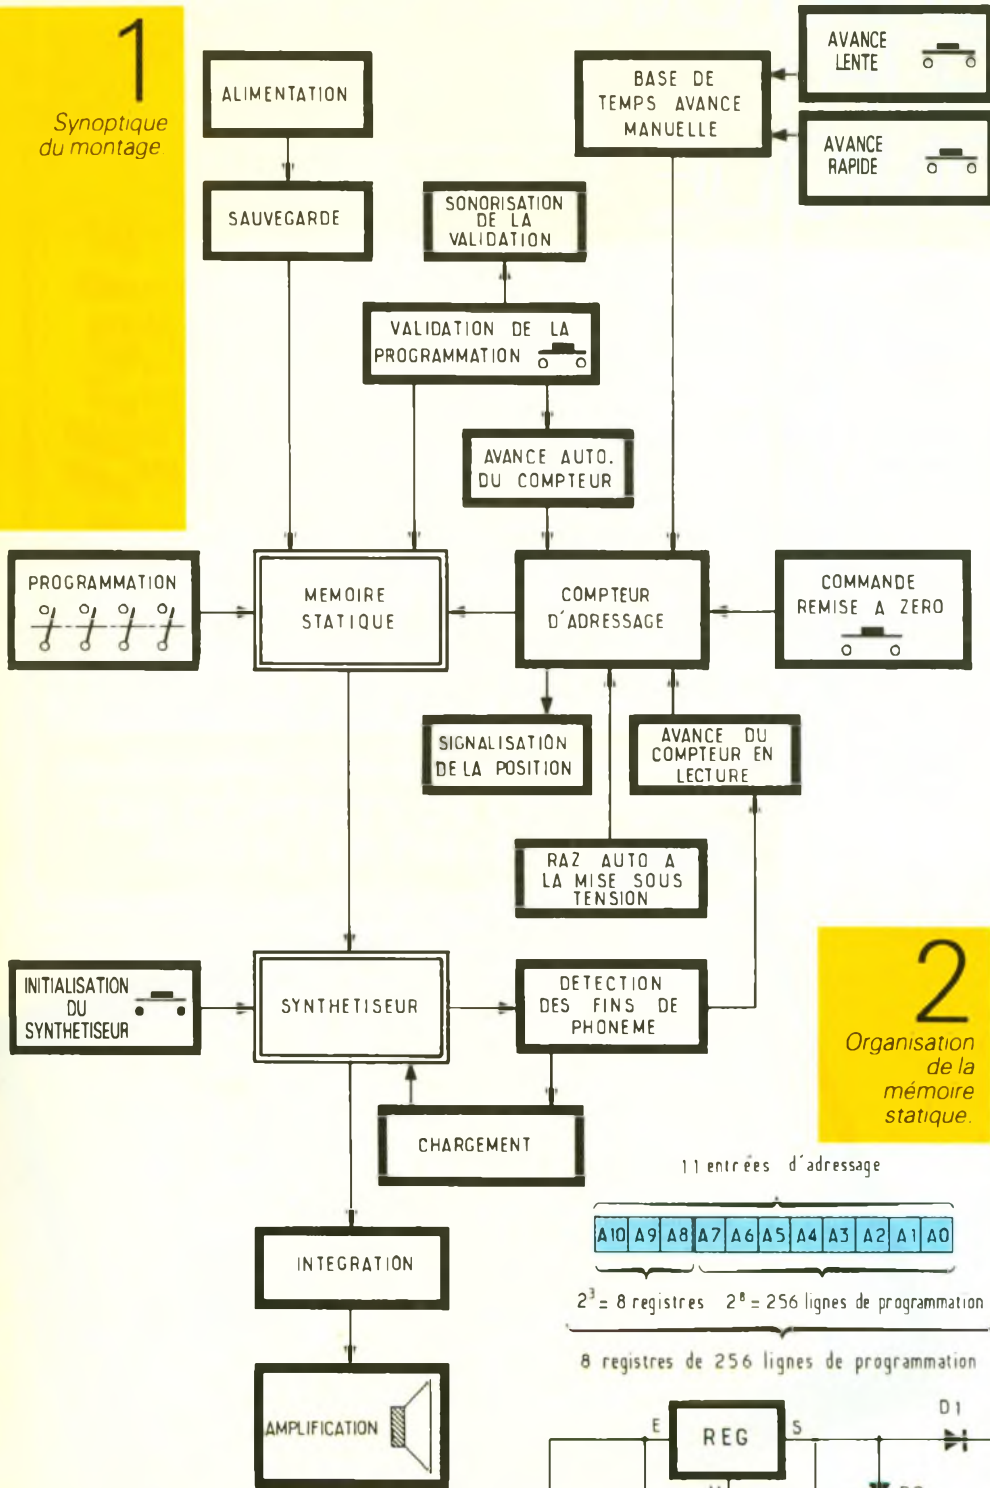 1
Synoptique
du montage
ALIMENTATION
SAUVEGARDE
SONORISATION
DE LA
VALIDATION
VALIDATION DE LA
PROGRAMMATION
AVANCE AUTO.
DU COMPTEUR
BASE DE
TEMPS AVANCE
MANUELLE
AVANCE
LENTE
AVANCE
RAPIDE
PROGRAMMATION
MEMOIRE
STATIQUE
COMPTEUR
D'ADRESSAGE
COMMANDE
REMISE A ZERO
SIGNALISATION
DE LA POSITION
AVANCE DU
COMPTEUR EN
LECTURE
RAZ AUTO A
LA MISE SOUS
TENSION
INITIALISATION
DU
SYNTHETISEUR
SYNTHETISEUR
DETECTION
DES FINS DE
PHONEME
CHARGEMENT
INTEGRATION
AMPLIFICATION
2
Organisation
de la
mémoire
statique.
11 entrées d'adressage
A10 A9 A8 A7 A6 A5 A4 A3 A2 A1 A0
2³ = 8 registres 2⁸ = 256 lignes de programmation
8 registres de 256 lignes de programmation
E REG S D1